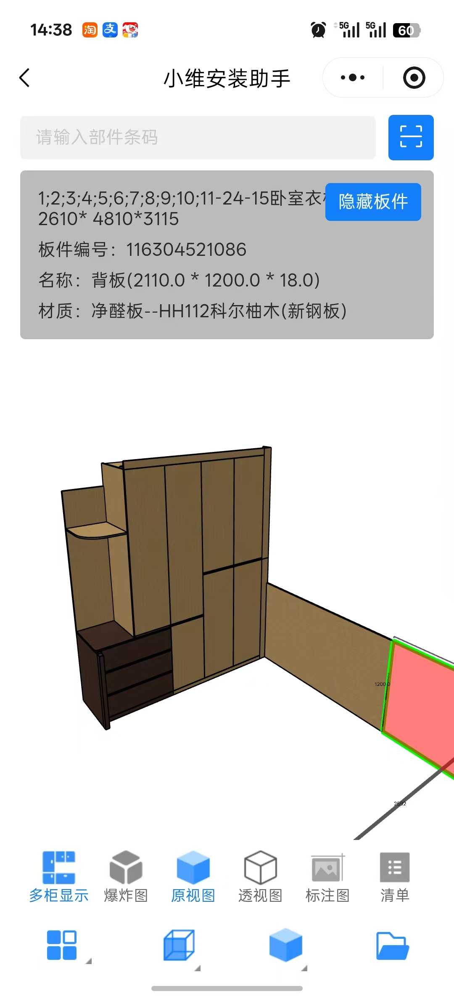 14:38
淘 支 5G 5G 60
小维安装助手
请输入部件条码
1;2;3;4;5;6;7;8;9;10;11-24-15卧室衣
隐藏板件
2610* 4810*3115
板件编号：116304521086
名称：背板(2110.0 * 1200.0 * 18.0)
材质：净醛板--HH112科尔柚木(新钢板)
1200.0
2592
多柜显示 爆炸图 原视图 透视图 标注图 清单